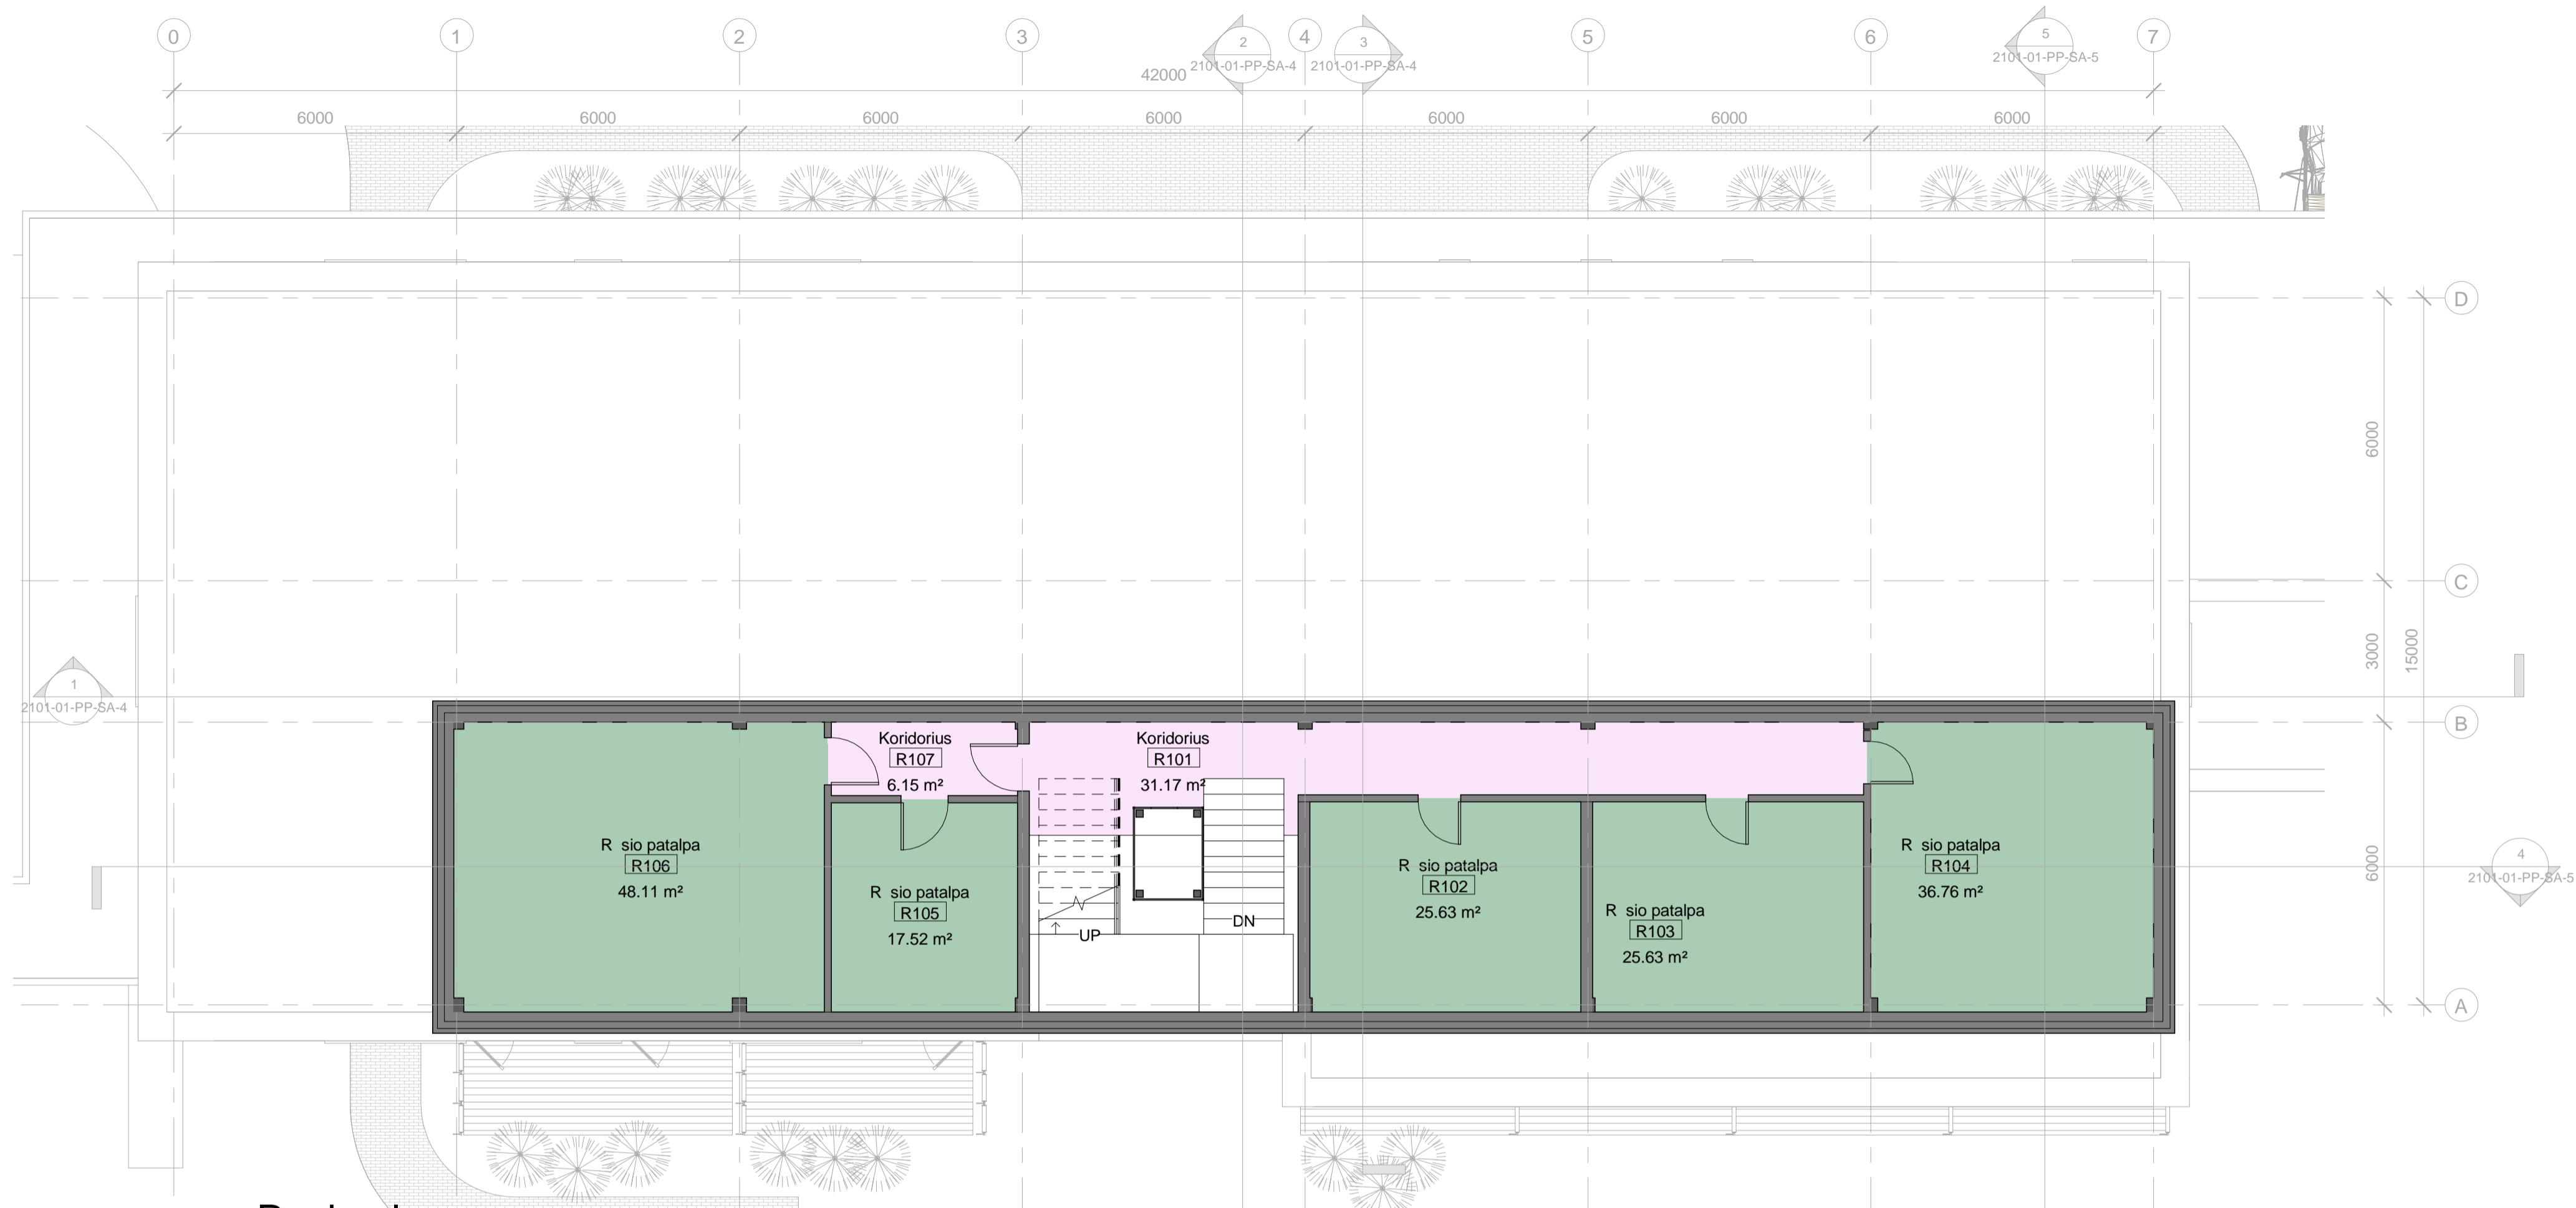 0
1
2
3
4
5
6
7
2
2101-01-PP-SA-4
3
2101-01-PP-SA-4
5
2101-01-PP-SA-5
42000
6000
6000
6000
6000
6000
6000
6000
D
C
B
A
6000
3000
6000
15000
1
2101-01-PP-SA-4
4
2101-01-PP-SA-5
Koridorius
R107
6.15 m²
Koridorius
R101
31.17 m²
R sio patalpa
R106
48.11 m²
R sio patalpa
R105
17.52 m²
UP
DN
R sio patalpa
R102
25.63 m²
R sio patalpa
R103
25.63 m²
R sio patalpa
R104
36.76 m²